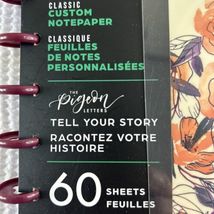 CLASSIC
CUSTOM
NOTEPAPER
CLASSIQUE
FEUILLES
DE NOTES
PERSONNALISÉES
THE
Pigeon
LETTERS
TELL YOUR STORY
RACONTEZ VOTRE
HISTOIRE
60 SHEETS
FEUILLES